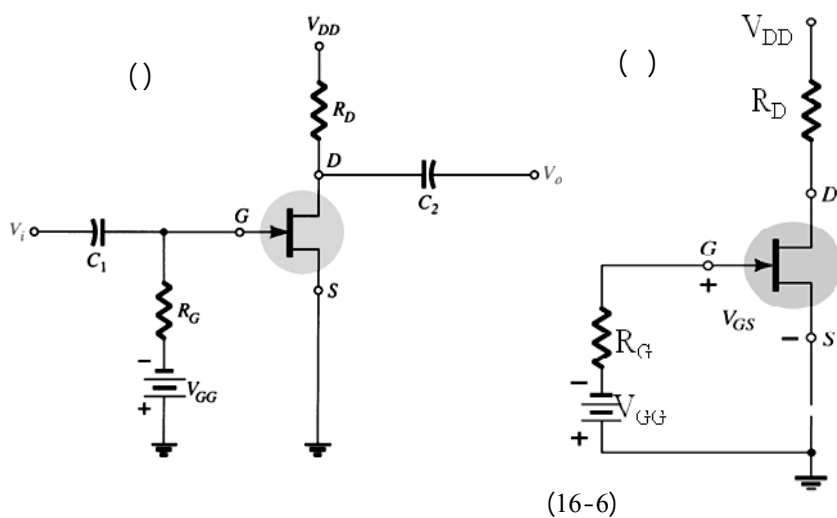 ()
V_DD
R_D
D
C_2
V_o
V_i
C_1
G
S
R_G
-
V_GG
+
( )
V_DD
R_D
D
G
+
V_GS
- S
R_G
-
V_GG
+
(16-6)